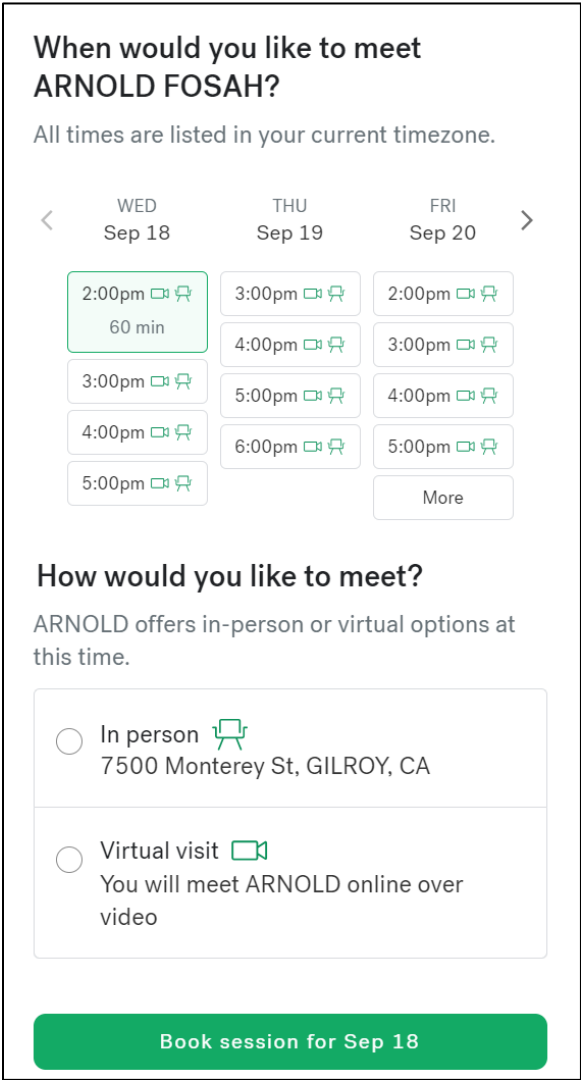 When would you like to meet
ARNOLD FOSAH?
All times are listed in your current timezone.
WED
Sep 18
THU
Sep 19
FRI
Sep 20
2:00pm
60 min
3:00pm
4:00pm
5:00pm
3:00pm
4:00pm
5:00pm
6:00pm
2:00pm
3:00pm
4:00pm
5:00pm
More
How would you like to meet?
ARNOLD offers in-person or virtual options at
this time.
In person
7500 Monterey St, GILROY, CA
Virtual visit
You will meet ARNOLD online over
video
Book session for Sep 18